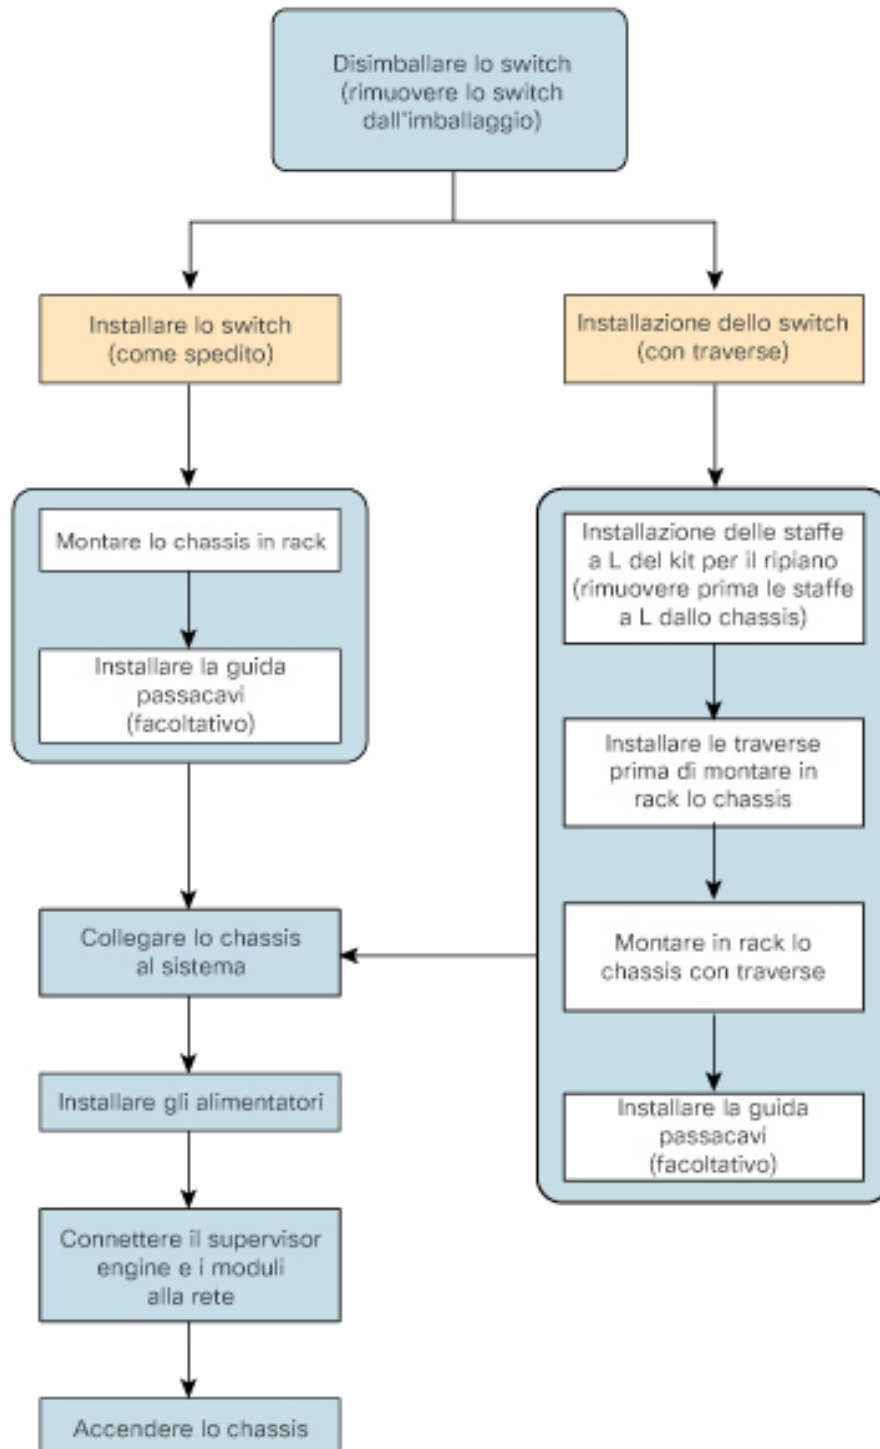 Disimballare lo switch
(rimuovere lo switch
dall'imballaggio)
Installare lo switch
(come spedito)
Installazione dello switch
(con traverse)
Montare lo chassis in rack
Installare la guida
passacavi
(facoltativo)
Installazione delle staffe
a L del kit per il ripiano
(rimuovere prima le staffe
a L dallo chassis)
Installare le traverse
prima di montare in
rack lo chassis
Montare in rack lo
chassis con traverse
Installare la guida
passacavi
(facoltativo)
Collegare lo chassis
al sistema
Installare gli alimentatori
Connettere il supervisor
engine e i moduli
alla rete
Accendere lo chassis